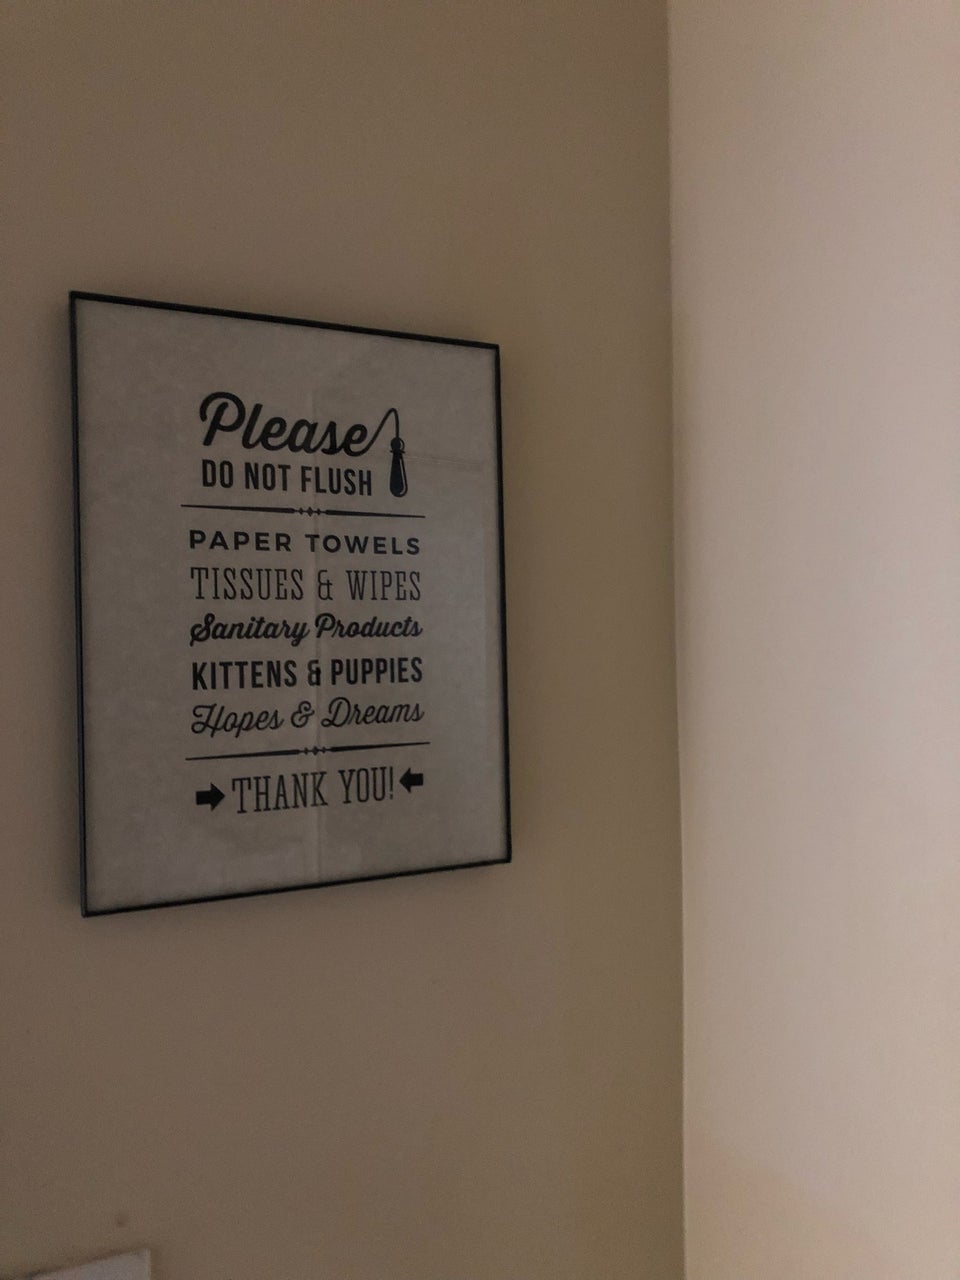 Please
DO NOT FLUSH
PAPER TOWELS
TISSUES & WIPES
Sanitary Products
KITTENS & PUPPIES
Hopes & Dreams
THANK YOU!